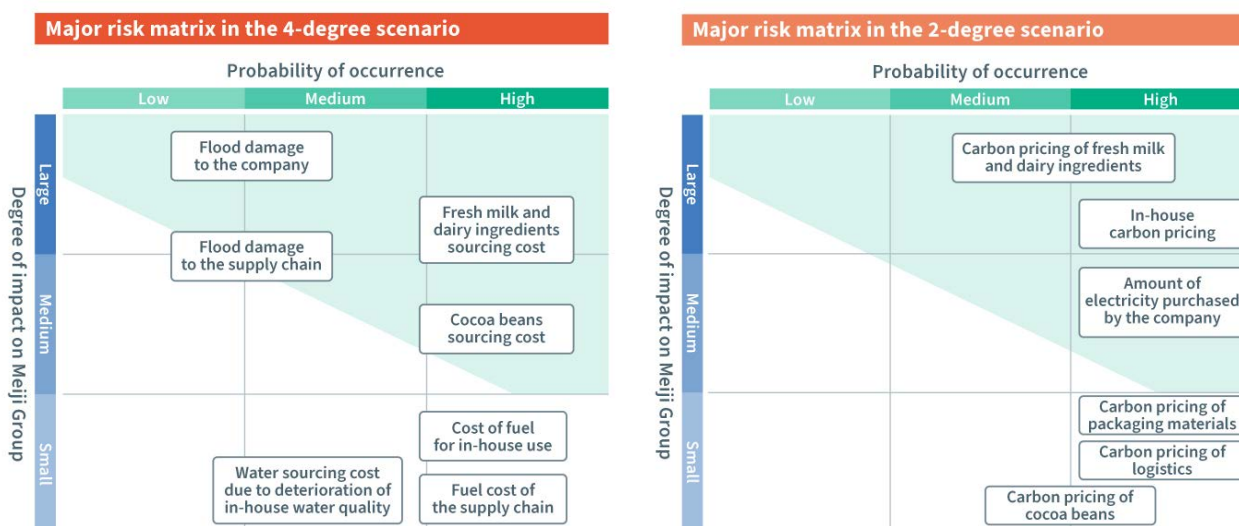 Major risk matrix in the 4-degree scenario
Probability of occurrence
Low
Medium
High
Degree of impact on Meiji Group
Large
Medium
Small
Flood damage
to the company
Flood damage
to the supply chain
Fresh milk and
dairy ingredients
sourcing cost
Cocoa beans
sourcing cost
Cost of fuel
for in-house use
Water sourcing cost
due to deterioration of
in-house water quality
Fuel cost of
the supply chain
Major risk matrix in the 2-degree scenario
Probability of occurrence
Low
Medium
High
Degree of impact on Meiji Group
Large
Medium
Small
Carbon pricing of fresh milk
and dairy ingredients
In-house
carbon pricing
Amount of
electricity purchased
by the company
Carbon pricing of
packaging materials
Carbon pricing of
logistics
Carbon pricing of
cocoa beans